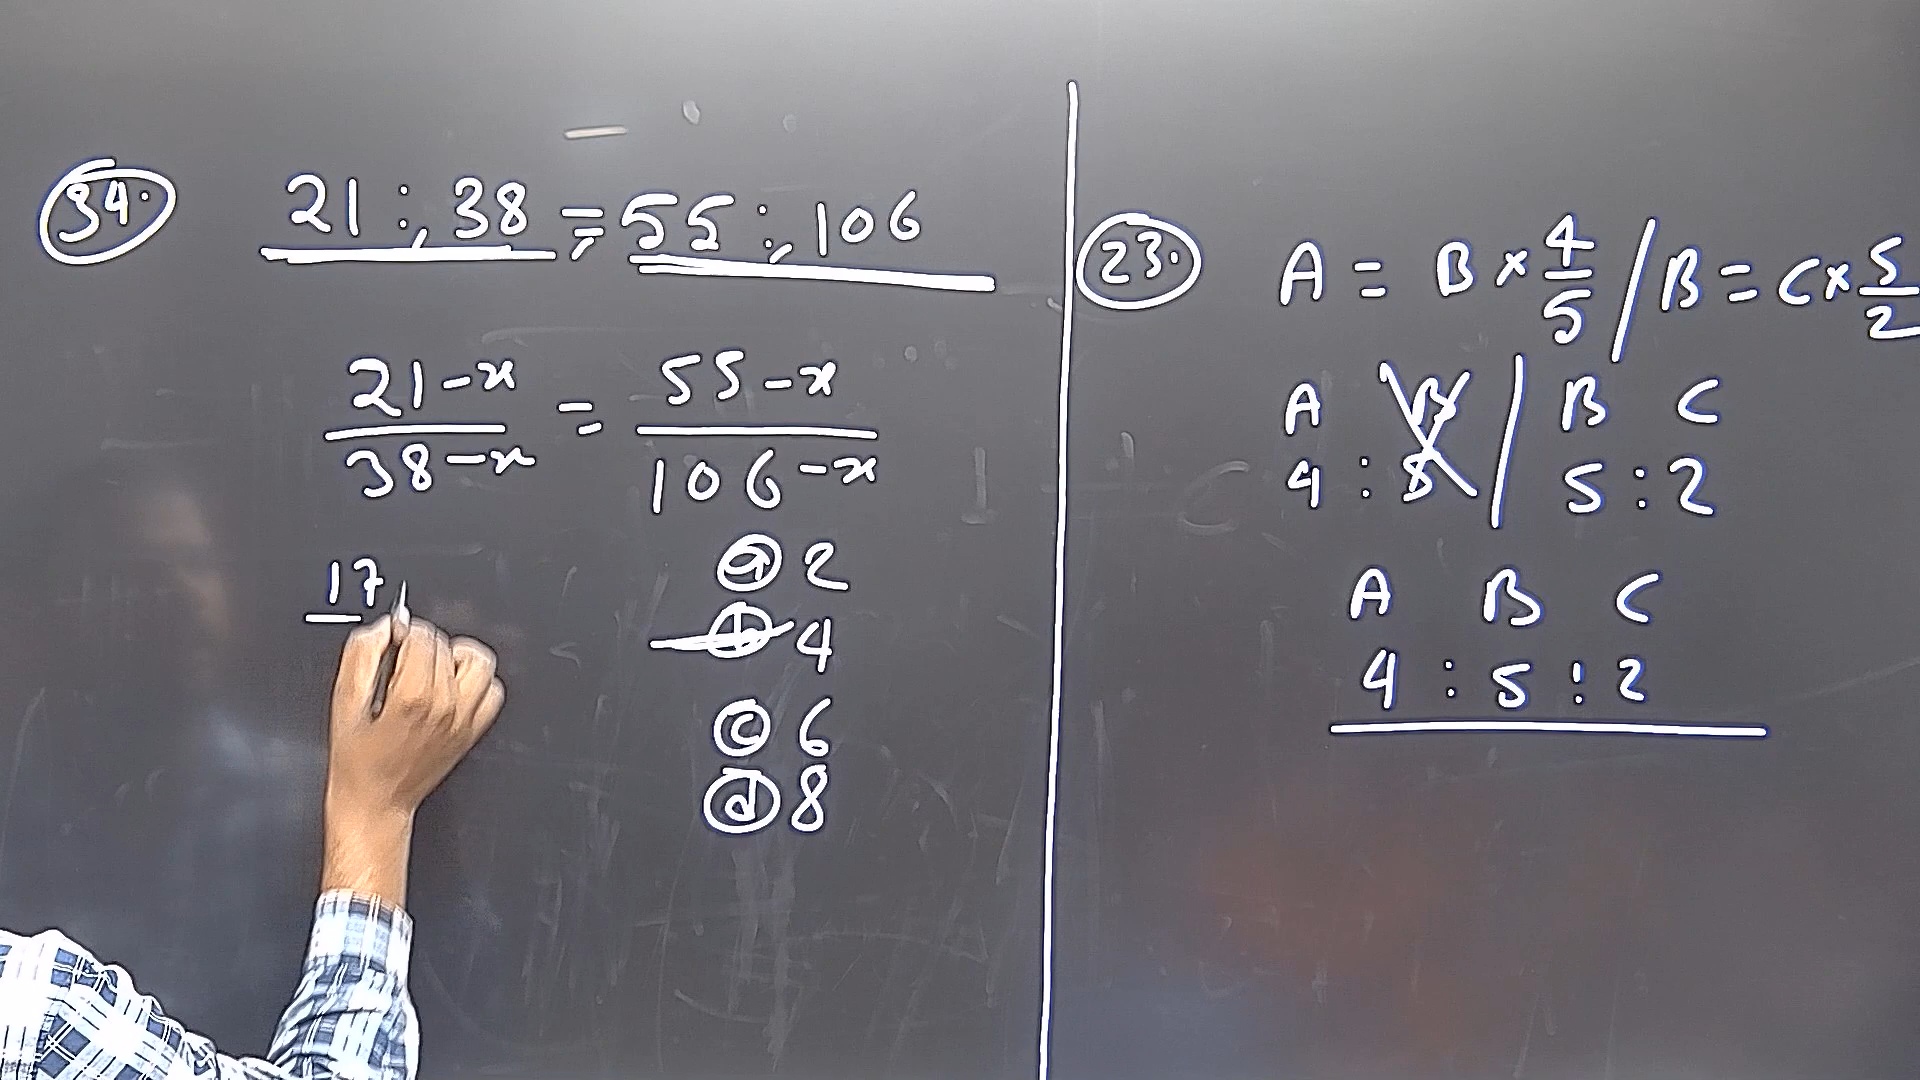 34.
21 : 38 = 55 : 106
21-x / 38-x = 55-x / 106-x
17
a 2
b 4
c 6
d 8
23.
A = B × 4/5 / B = C × 5/2
A B / B C
4 : 5 / 5 : 2
A B C
4 : 5 : 2